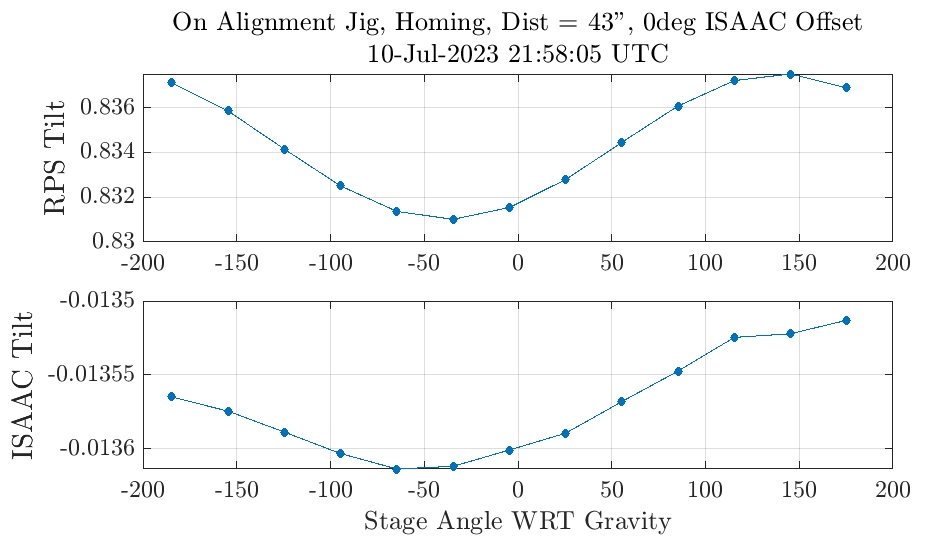 On Alignment Jig, Homing, Dist = 43”, 0deg ISAAC Offset
10-Jul-2023 21:58:05 UTC
RPS Tilt
0.836
0.834
0.832
0.83
-200 -150 -100 -50 0 50 100 150 200
ISAAC Tilt
-0.0135
-0.01355
-0.0136
-200 -150 -100 -50 0 50 100 150 200
Stage Angle WRT Gravity